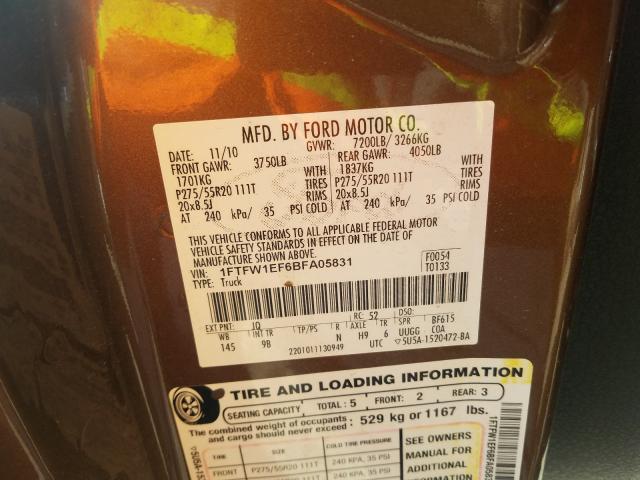 MFD. BY FORD MOTOR CO.
DATE: 11/10 GVWR: 7200LB/ 3266KG
FRONT GAWR: 3750LB REAR GAWR: 4050LB
1701KG WITH 1837KG WITH
P275/55R20 111T TIRES P275/55R20 111T TIRES
20x8.5J RIMS 20x8.5J RIMS
AT 240 kPa/ 35 PSI COLD AT 240 kPa/ 35 PSI COLD
THIS VEHICLE CONFORMS TO ALL APPLICABLE FEDERAL MOTOR
VEHICLE SAFETY STANDARDS IN EFFECT ON THE DATE OF
MANUFACTURE SHOWN ABOVE.
VIN: 1FTFW1EF6BFA05831 F0054
TYPE: Truck T0133
EXT PNT: JQ RC: 52 DSO:
WB INT TR TP/PS R AXLE TR SPR BF615
145 9B N H9 6 UUGG COA
2201011130949 UTC 5U5A-1520472-BA
TIRE AND LOADING INFORMATION
SEATING CAPACITY TOTAL: 5 FRONT: 2 REAR: 3
The combined weight of occupants
and cargo should never exceed: 529 kg or 1167 lbs.
TIRE SIZE COLD TIRE PRESSURE SEE OWNERS
FRONT P275/55R20 111T 240 KPA, 35 PSI MANUAL FOR
ADDITIONAL